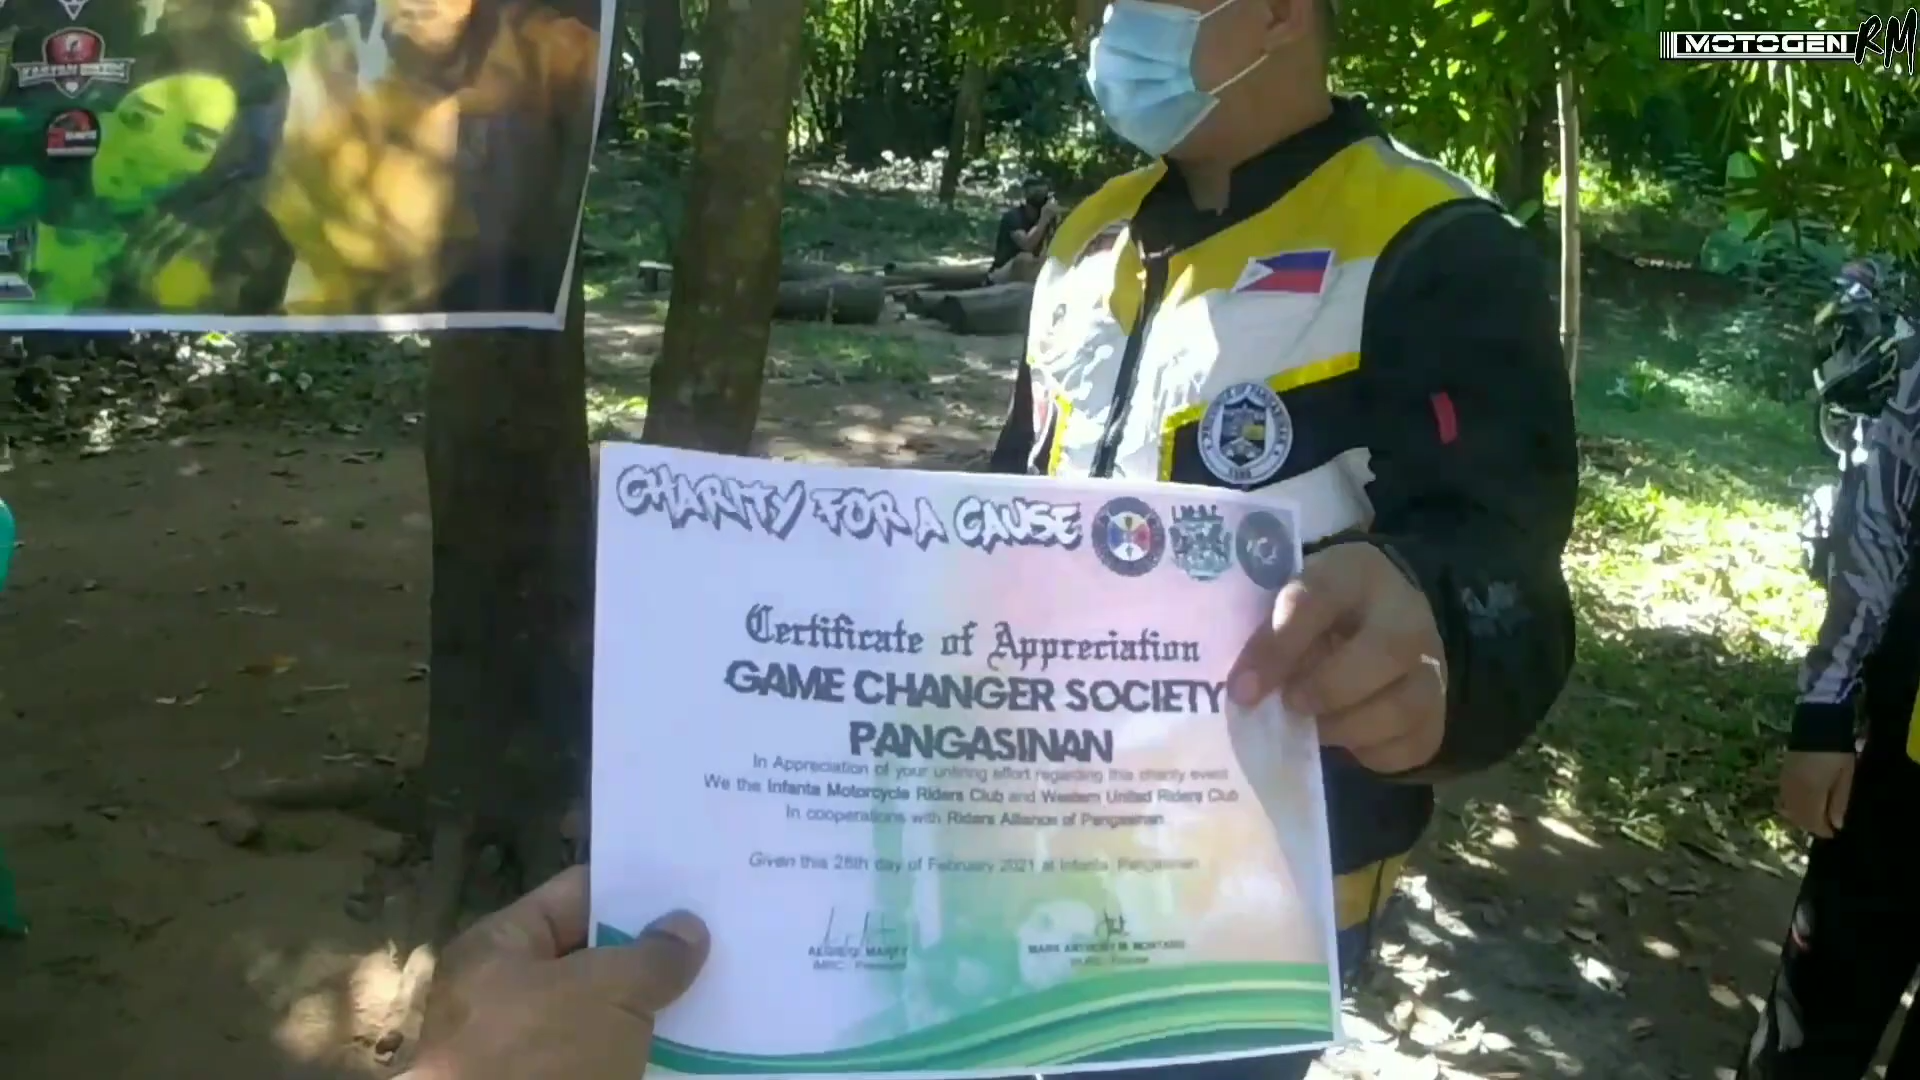 MOTOGEN RM
CHARITY FOR A CAUSE
Certificate of Appreciation
GAME CHANGER SOCIETY
PANGASINAN
In Appreciation of your untiring effort regarding this charity event
We the Infanta Motorcycle Riders Club and Western United Riders Club
In cooperations with Riders Alliance of Pangasinan
Given this 28th day of February 2021 at Infanta, Pangasinan